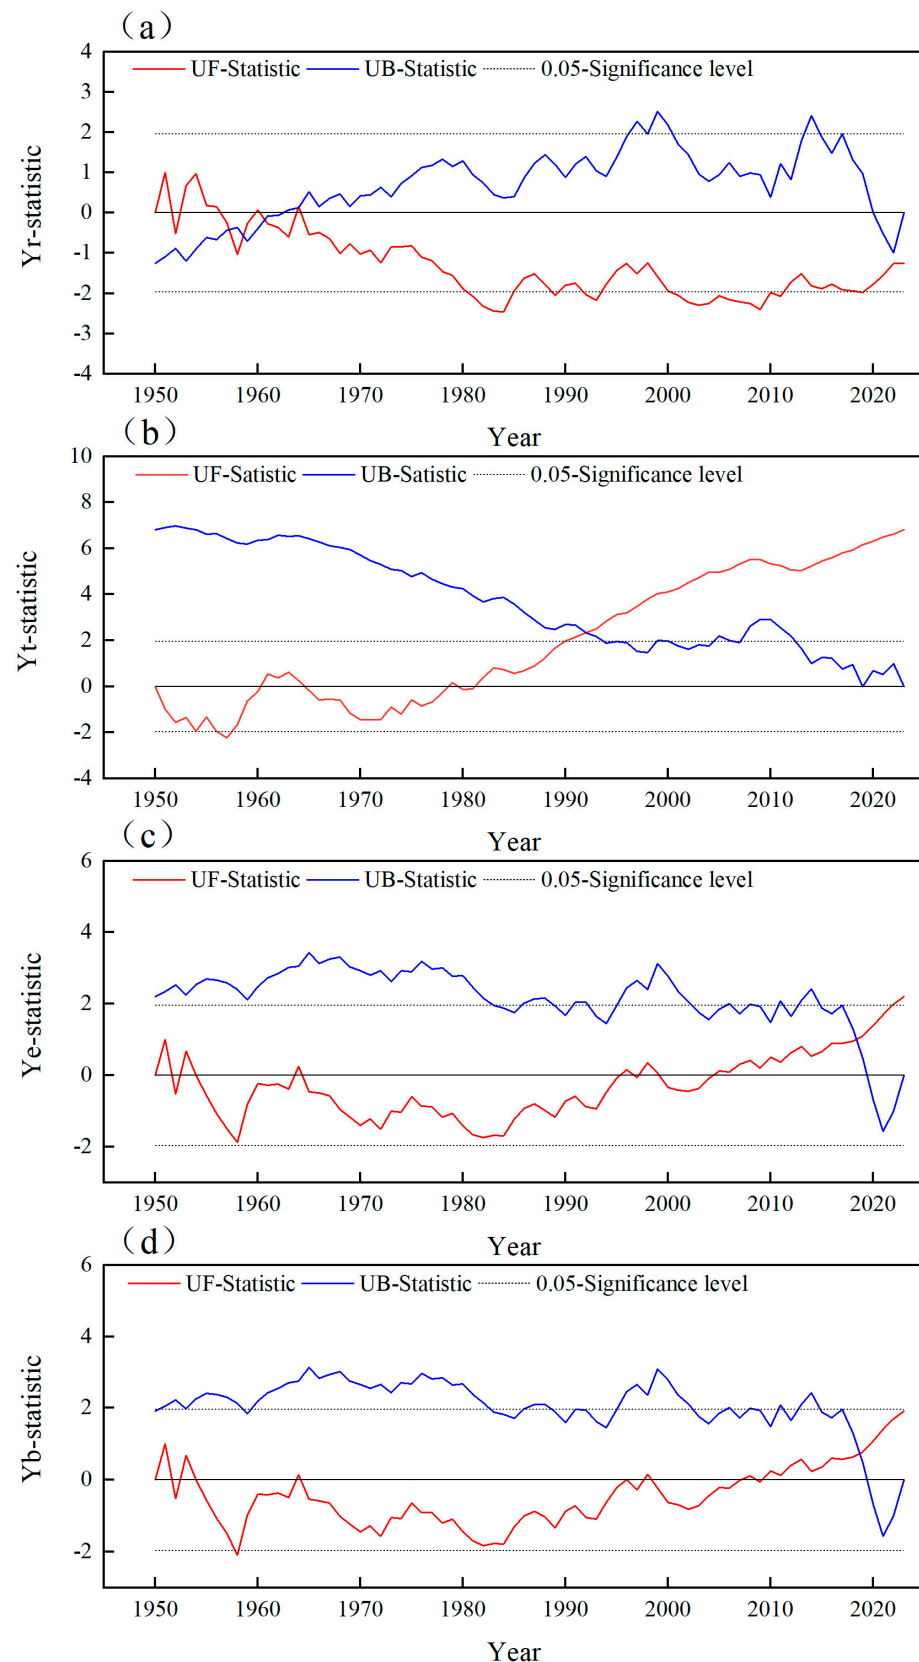 （a）
UF-Statistic UB-Statistic 0.05-Significance level
4
3
2
1
0
-1
-2
-3
-4
Yr-statistic
1950 1960 1970 1980 1990 2000 2010 2020
Year
（b）
UF-Satistic UB-Satistic 0.05-Significance level
10
8
6
4
2
0
-2
-4
Yt-statistic
1950 1960 1970 1980 1990 2000 2010 2020
Year
（c）
UF-Statistic UB-Statistic 0.05-Significance level
6
4
2
0
-2
Ye-statistic
1950 1960 1970 1980 1990 2000 2010 2020
Year
（d）
UF-Statistic UB-Statistic 0.05-Significance level
6
4
2
0
-2
Yb-statistic
1950 1960 1970 1980 1990 2000 2010 2020
Year